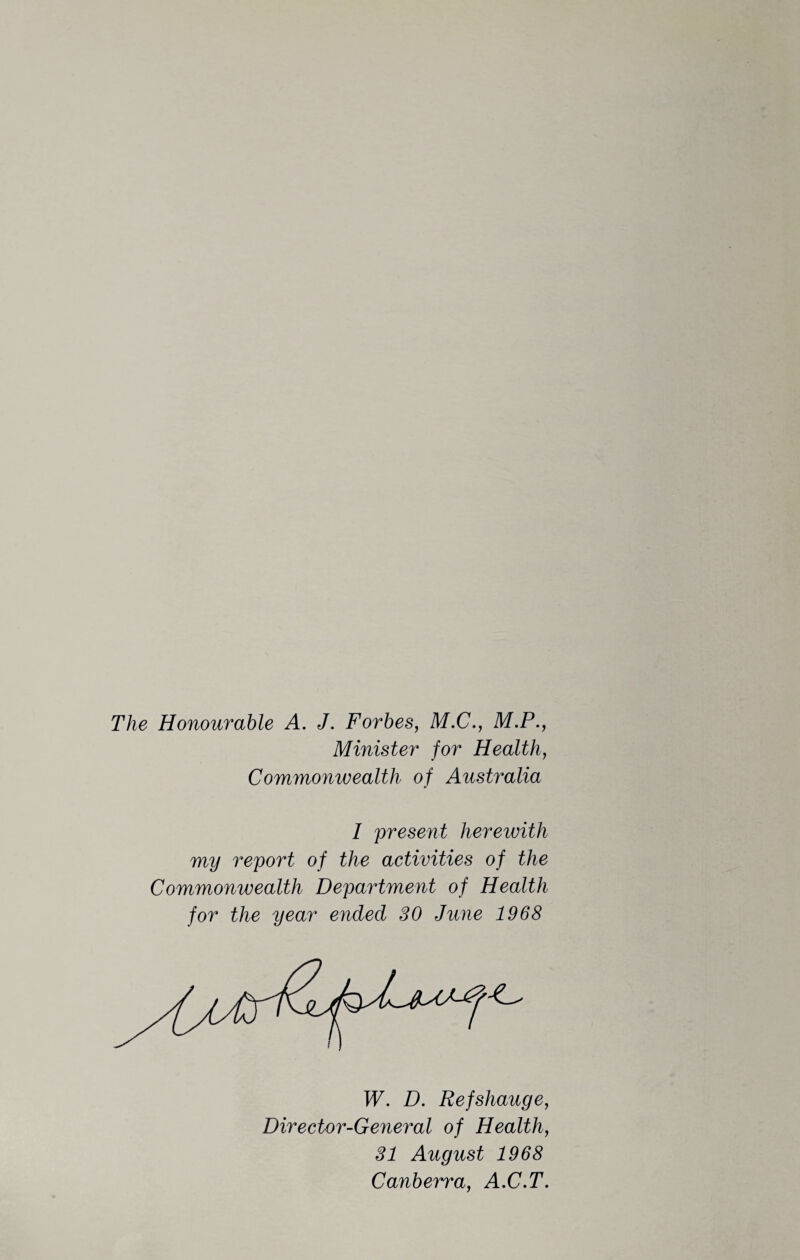 The Honourable A. J. Forbes, M.C., M.P.,
Minister for Health,
Commonwealth of Australia
I present herewith
my report of the activities of the
Commonwealth Department of Health
for the year ended 30 June 1968
W D Refshauge
W. D. Refshauge,
Director-General of Health,
31 August 1968
Canberra, A.C.T.